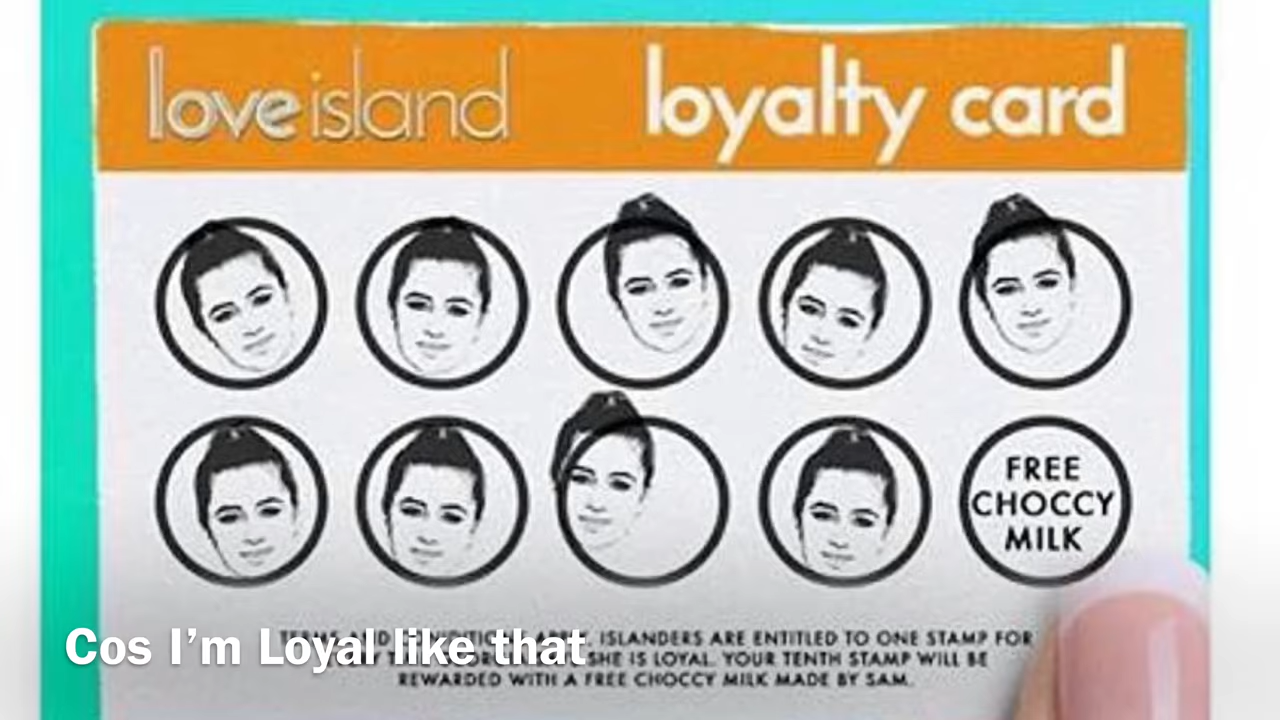 love island loyalty card
FREE
CHOCCY
MILK
Cos I'm Loyal like that
ISLANDERS ARE ENTITLED TO ONE STAMP FOR
SHE IS LOYAL. YOUR TENTH STAMP WILL BE
REWARDED WITH A FREE CHOCCY MILK MADE BY SAM.